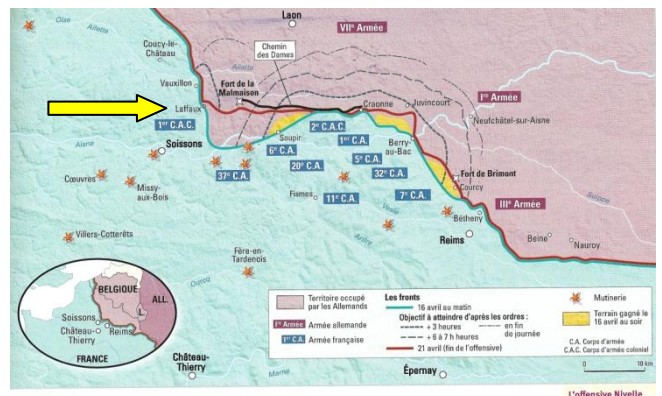 Laon
VIIe Armée
Oise
Ailette
Coucy-le-
Château
Chemin
des Dames
Ailette
Vauxillon
Fort de la
Malmaison
Ire Armée
Laffaux
Craonne
Juvincourt
Neufchâtel-sur-Aisne
1er C.A.C.
2e C.A.C.
1er C.A.
Soupir
Berry-
au-Bac
Aisne
Soissons
6e C.A.
5e C.A.
20e C.A.
32e C.A.
37e C.A.
Fort de Brimont
Courcy
Suippe
Cœuvres
Missy-
aux-Bois
Fismes
11e C.A.
7e C.A.
IIIe Armée
Vesle
Bétheny
Villers-Cotterêts
Ardre
Reims
Beine
Nauroy
Fère-en-
Tardenois
Ourcq
BELGIQUE
ALL.
Soissons
Reims
Château-
Thierry
FRANCE
Château-
Thierry
Marne
Épernay
Territoire occupé
par les Allemands
Ie Armée Armée allemande
1er C.A. Armée française
Les fronts
16 avril au matin
Objectif à atteindre d'après les ordres :
+ 3 heures
+ 6 à 7 h heures
en fin
de journée
21 avril (fin de l'offensive)
Mutinerie
Terrain gagné le
16 avril au soir
C.A. Corps d'armée
C.A.C. Corps d'armée colonial
0 10 km
L'offensive Nivelle